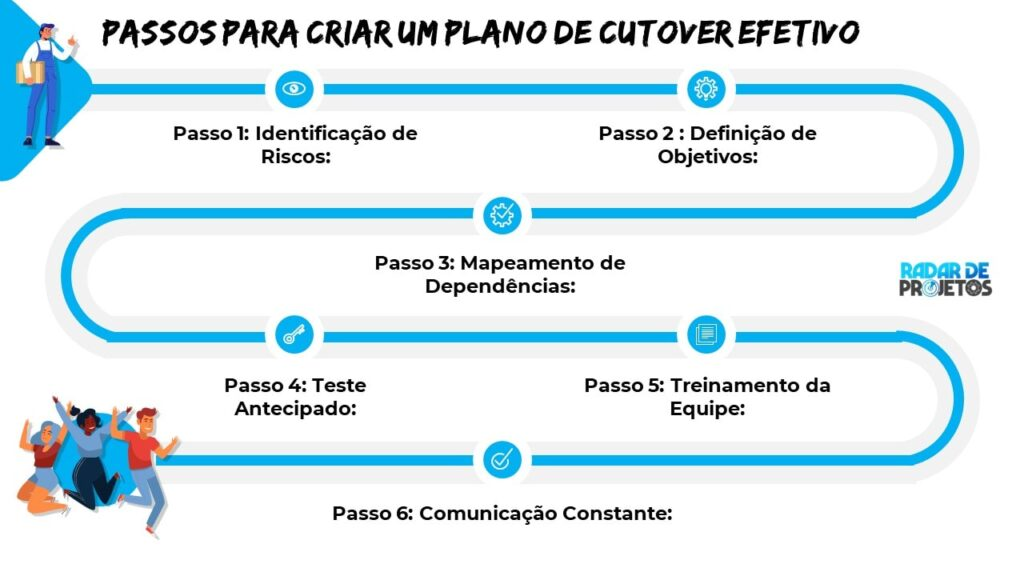 PASSOS PARA CRIAR UM PLANO DE CUTOVER EFETIVO
Passo 1: Identificação de
Riscos:
Passo 2 : Definição de
Objetivos:
Passo 3: Mapeamento de
Dependências:
RADAR DE
PROJETOS
Passo 4: Teste
Antecipado:
Passo 5: Treinamento da
Equipe:
Passo 6: Comunicação Constante: